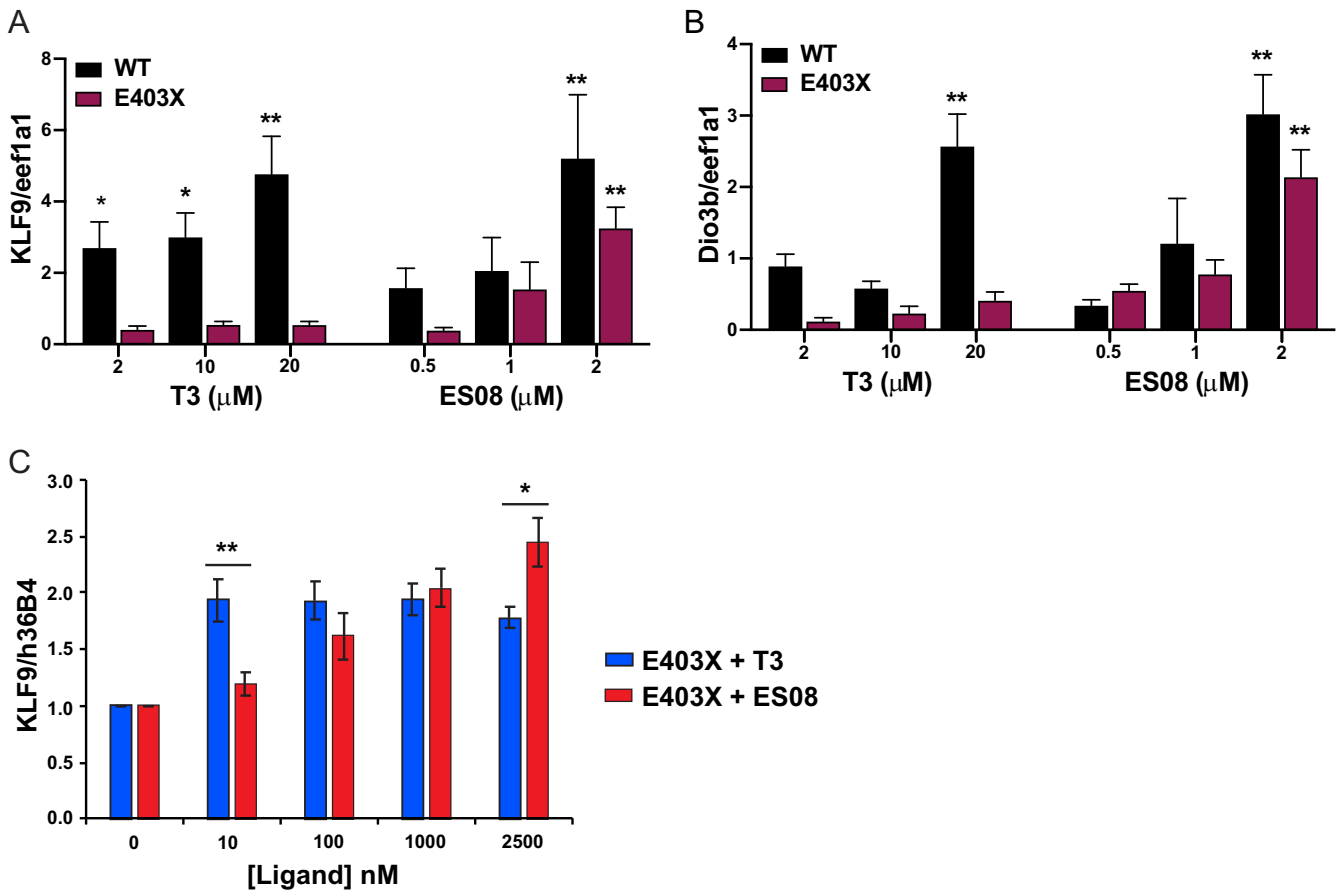 A
KLF9/eef1a1
8
6
4
2
0
WT
E403X
*
*
**
**
**
2
10
20
0.5
1
2
T3 (μM)
ES08 (μM)
B
Dio3b/eef1a1
4
3
2
1
0
WT
E403X
**
**
**
2
10
20
0.5
1
2
T3 (μM)
ES08 (μM)
C
KLF9/h36B4
3.0
2.5
2.0
1.5
1.0
0.5
0.0
**
*
0
10
100
1000
2500
[Ligand] nM
E403X + T3
E403X + ES08